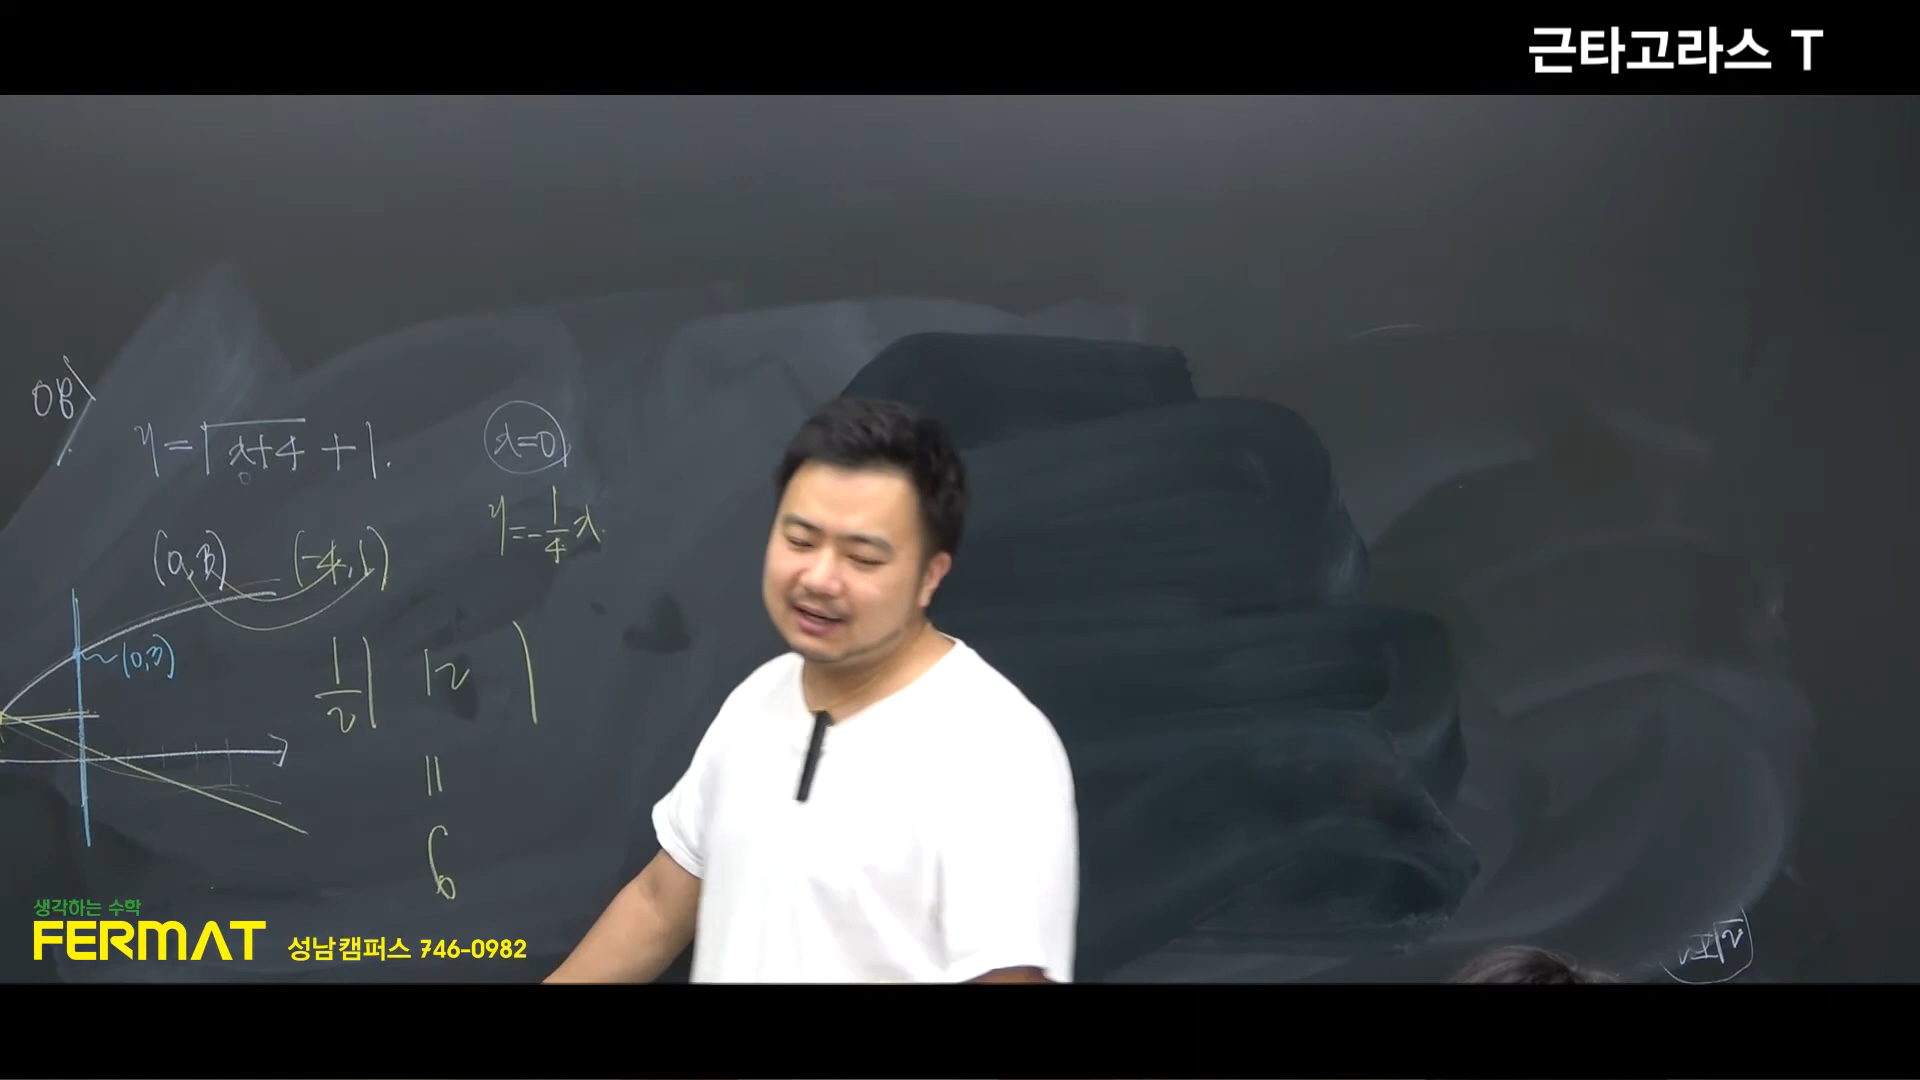 근타고라스 T
08)
y=√x+4 +1.
x=0
y=-1/4 x
(0,3) (-4,1)
(0,3)
1/2 | 12 |
11
6
생각하는 수학
FERMAT 성남캠퍼스 746-0982